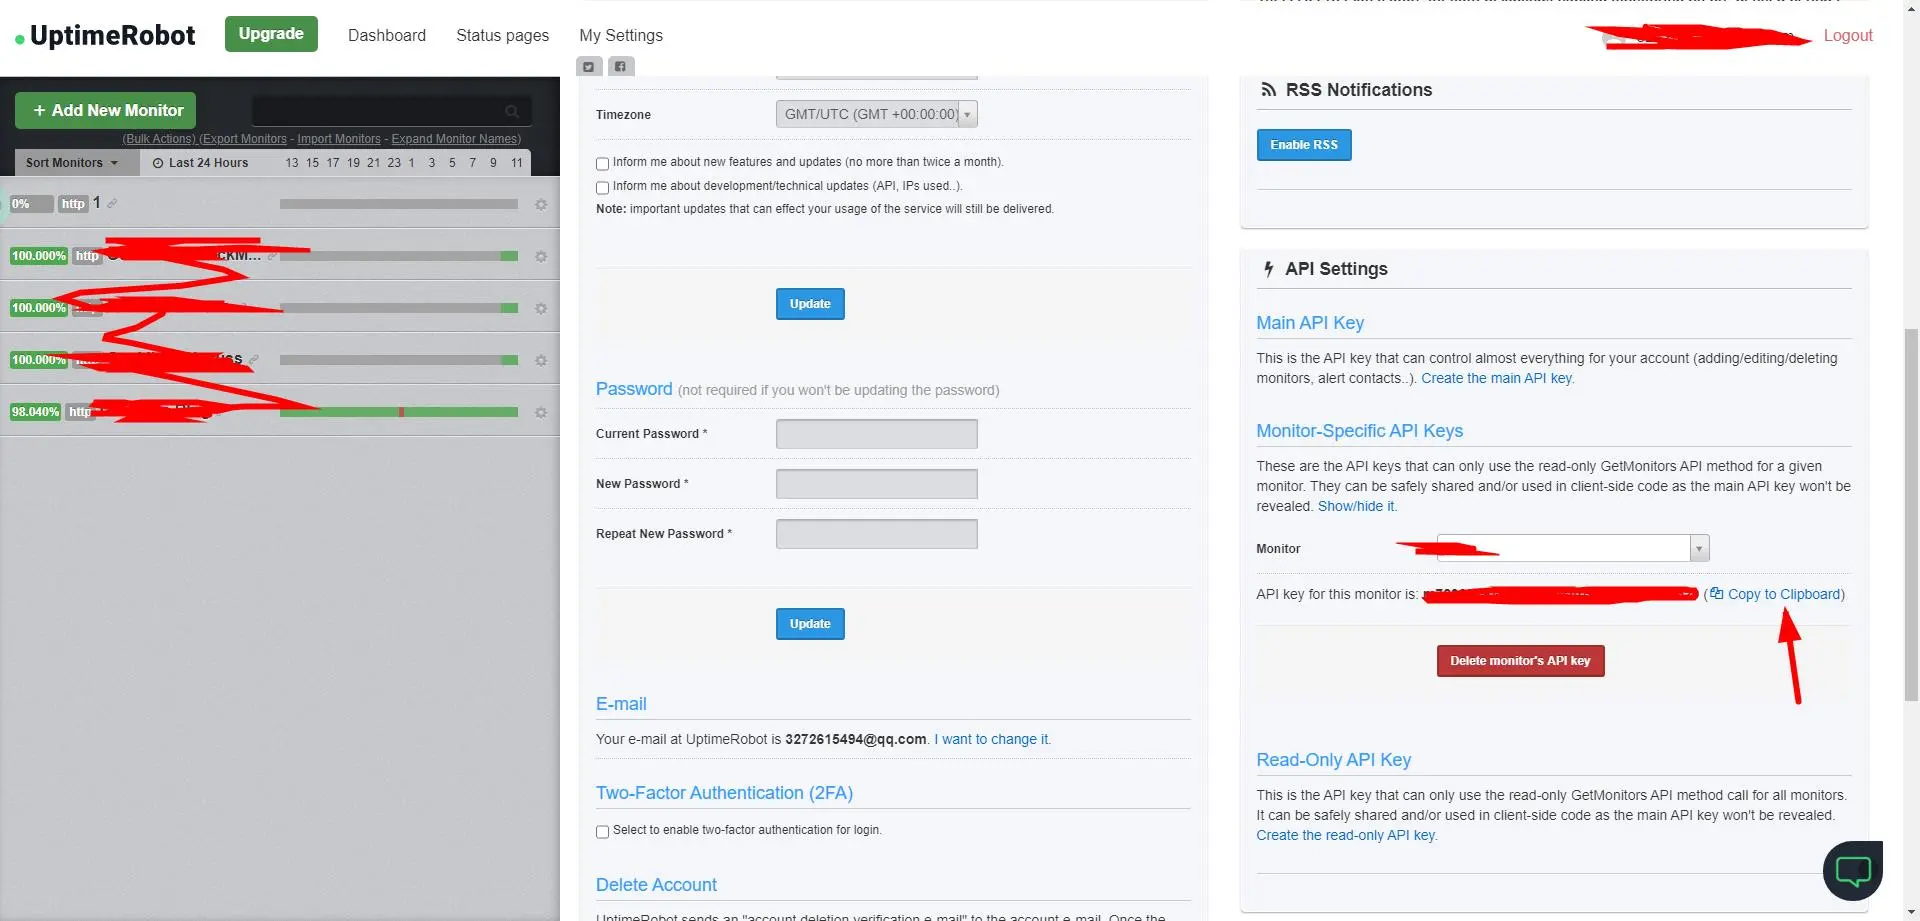 UptimeRobot
Upgrade
Dashboard
Status pages
My Settings
Logout
+ Add New Monitor
(Bulk Actions) (Export Monitors - Import Monitors - Expand Monitor Names)
Sort Monitors
Last 24 Hours
13 15 17 19 21 23 1 3 5 7 9 11
0% http 1
100.000% http ckM...
100.000%
100.000% ss
98.040% http
Timezone
GMT/UTC (GMT +00:00:00)
Inform me about new features and updates (no more than twice a month).
Inform me about development/technical updates (API, IPs used..).
Note: important updates that can effect your usage of the service will still be delivered.
Update
Password (not required if you won't be updating the password)
Current Password *
New Password *
Repeat New Password *
Update
E-mail
Your e-mail at UptimeRobot is 3272615494@qq.com. I want to change it.
Two-Factor Authentication (2FA)
Select to enable two-factor authentication for login.
Delete Account
UptimeRobot sends an "account deletion verification e-mail" to the account e-mail. Once the
RSS Notifications
Enable RSS
API Settings
Main API Key
This is the API key that can control almost everything for your account (adding/editing/deleting
monitors, alert contacts..). Create the main API key.
Monitor-Specific API Keys
These are the API keys that can only use the read-only GetMonitors API method for a given
monitor. They can be safely shared and/or used in client-side code as the main API key won't be
revealed. Show/hide it.
Monitor
API key for this monitor is: (Copy to Clipboard)
Delete monitor's API key
Read-Only API Key
This is the API key that can only use the read-only GetMonitors API method call for all monitors.
It can be safely shared and/or used in client-side code as the main API key won't be revealed.
Create the read-only API key.